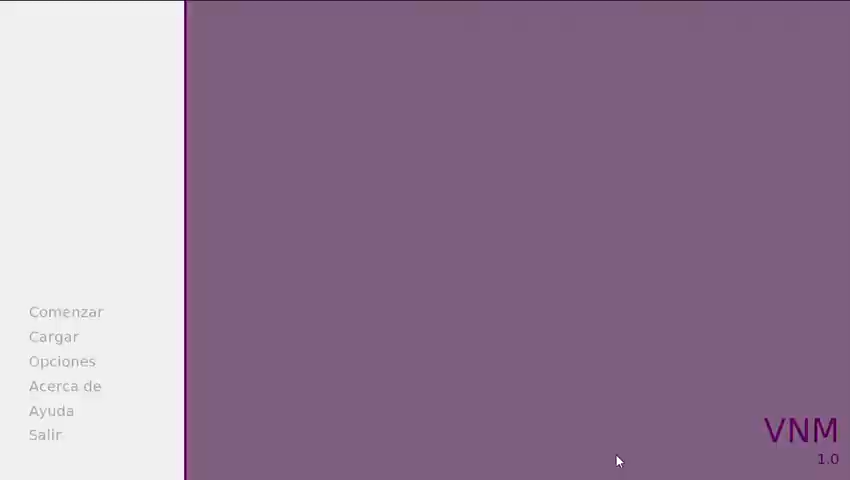 Comenzar
Cargar
Opciones
Acerca de
Ayuda
Salir
VNM
1.0